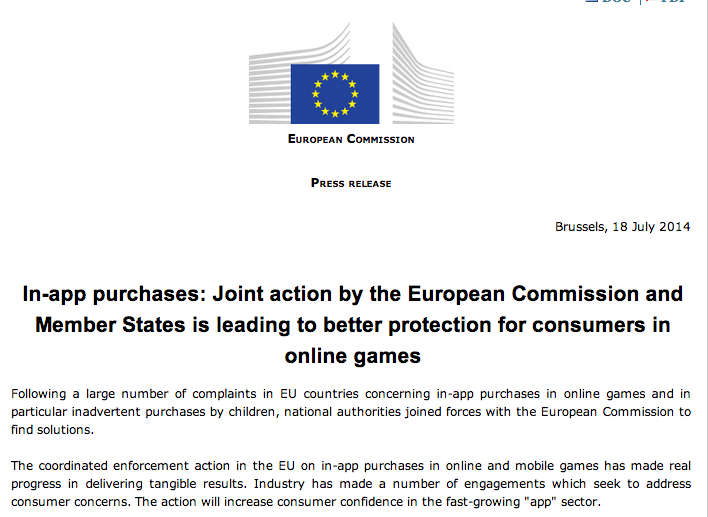 EUROPEAN COMMISSION
PRESS RELEASE
Brussels, 18 July 2014
In-app purchases: Joint action by the European Commission and
Member States is leading to better protection for consumers in
online games
Following a large number of complaints in EU countries concerning in-app purchases in online games and in
particular inadvertent purchases by children, national authorities joined forces with the European Commission to
find solutions.
The coordinated enforcement action in the EU on in-app purchases in online and mobile games has made real
progress in delivering tangible results. Industry has made a number of engagements which seek to address
consumer concerns. The action will increase consumer confidence in the fast-growing "app" sector.